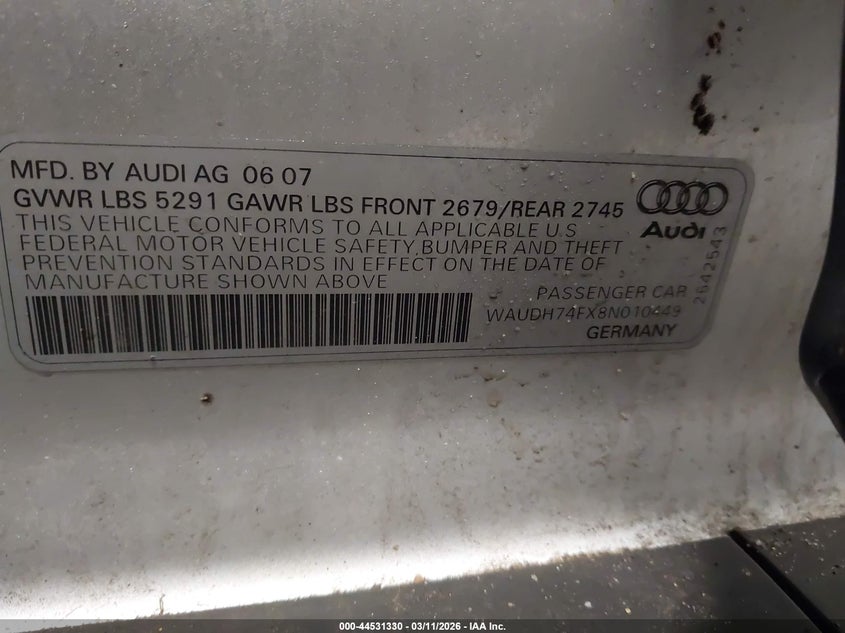 MFD. BY AUDI AG 06 07
GVWR LBS 5291 GAWR LBS FRONT 2679/REAR 2745
THIS VEHICLE CONFORMS TO ALL APPLICABLE U.S
FEDERAL MOTOR VEHICLE SAFETY,BUMPER AND THEFT
PREVENTION STANDARDS IN EFFECT ON THE DATE OF
MANUFACTURE SHOWN ABOVE
Audi
PASSENGER CAR
WAUDH74FX8N010449
GERMANY
2642543
000-44531330 - 03/11/2026 - IAA Inc.